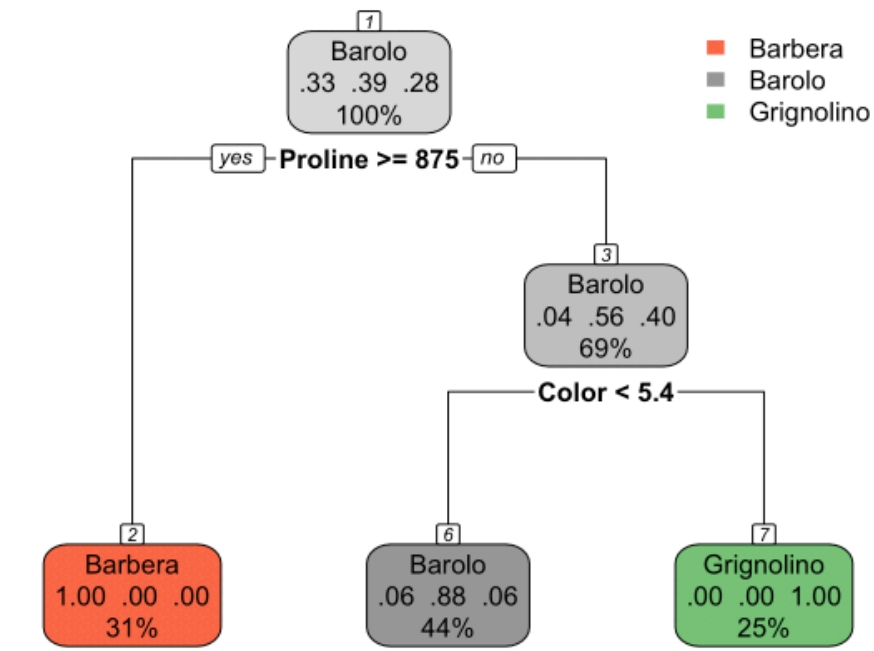 1
Barolo
.33 .39 .28
100%
Barbera
Barolo
Grignolino
yes Proline >= 875 no
3
Barolo
.04 .56 .40
69%
Color < 5.4
2
Barbera
1.00 .00 .00
31%
6
Barolo
.06 .88 .06
44%
7
Grignolino
.00 .00 1.00
25%